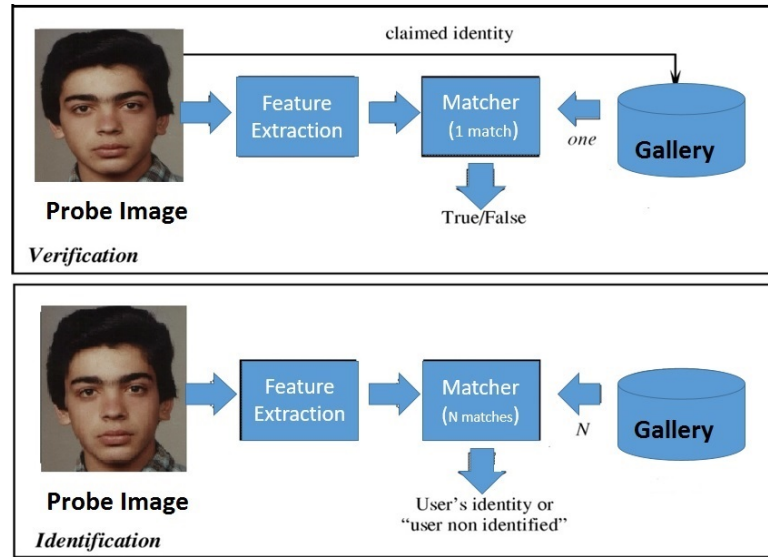 claimed identity
Feature
Extraction
Matcher
(1 match)
one
Gallery
Probe Image
True/False
Verification
Feature
Extraction
Matcher
(N matches)
N
Gallery
Probe Image
User's identity or
“user non identified”
Identification